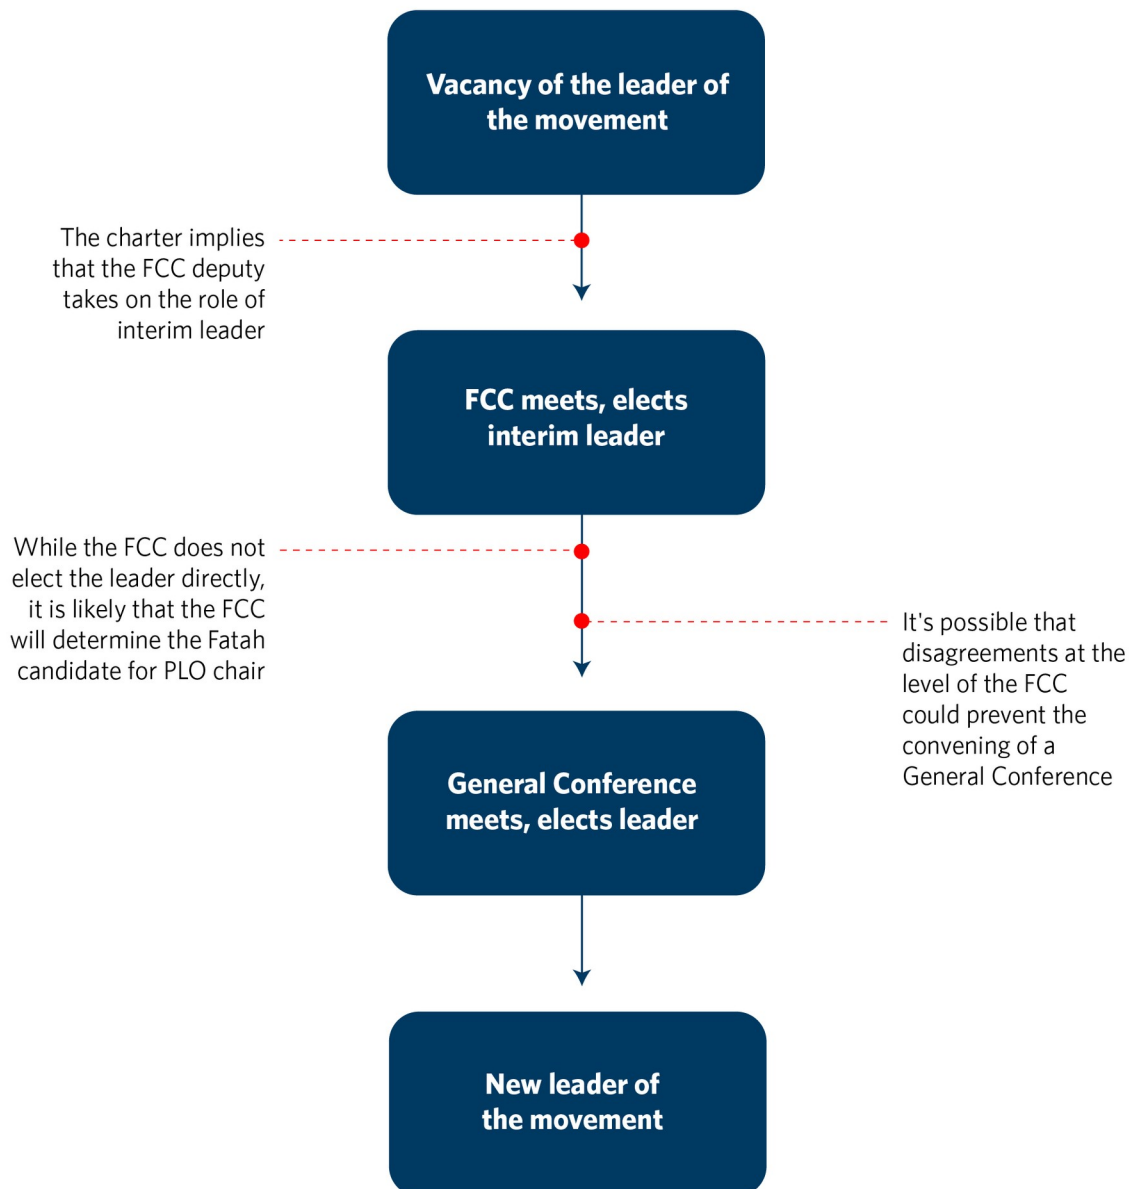 Vacancy of the leader of
the movement
The charter implies
that the FCC deputy
takes on the role of
interim leader
FCC meets, elects
interim leader
While the FCC does not
elect the leader directly,
it is likely that the FCC
will determine the Fatah
candidate for PLO chair
It's possible that
disagreements at the
level of the FCC
could prevent the
convening of a
General Conference
General Conference
meets, elects leader
New leader of
the movement